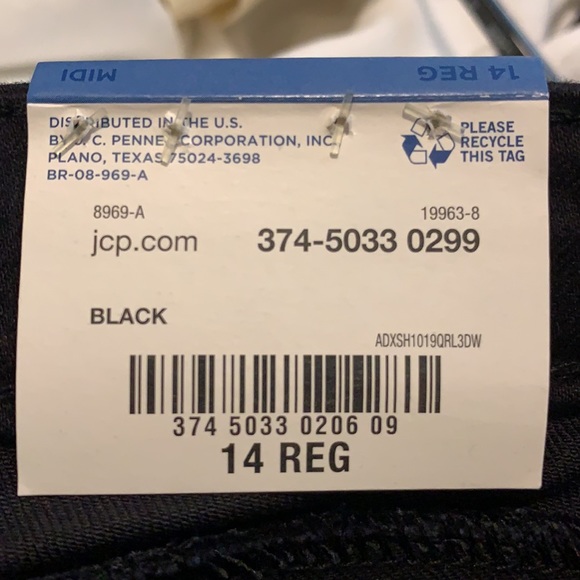 MIDI 14 REG
DISTRIBUTED IN THE U.S.
BY J. C. PENNEY CORPORATION, INC.
PLANO, TEXAS 75024-3698
BR-08-969-A
PLEASE
RECYCLE
THIS TAG
8969-A 19963-8
jcp.com 374-5033 0299
BLACK
ADXSH1019QRL3DW
374 5033 0206 09
14 REG